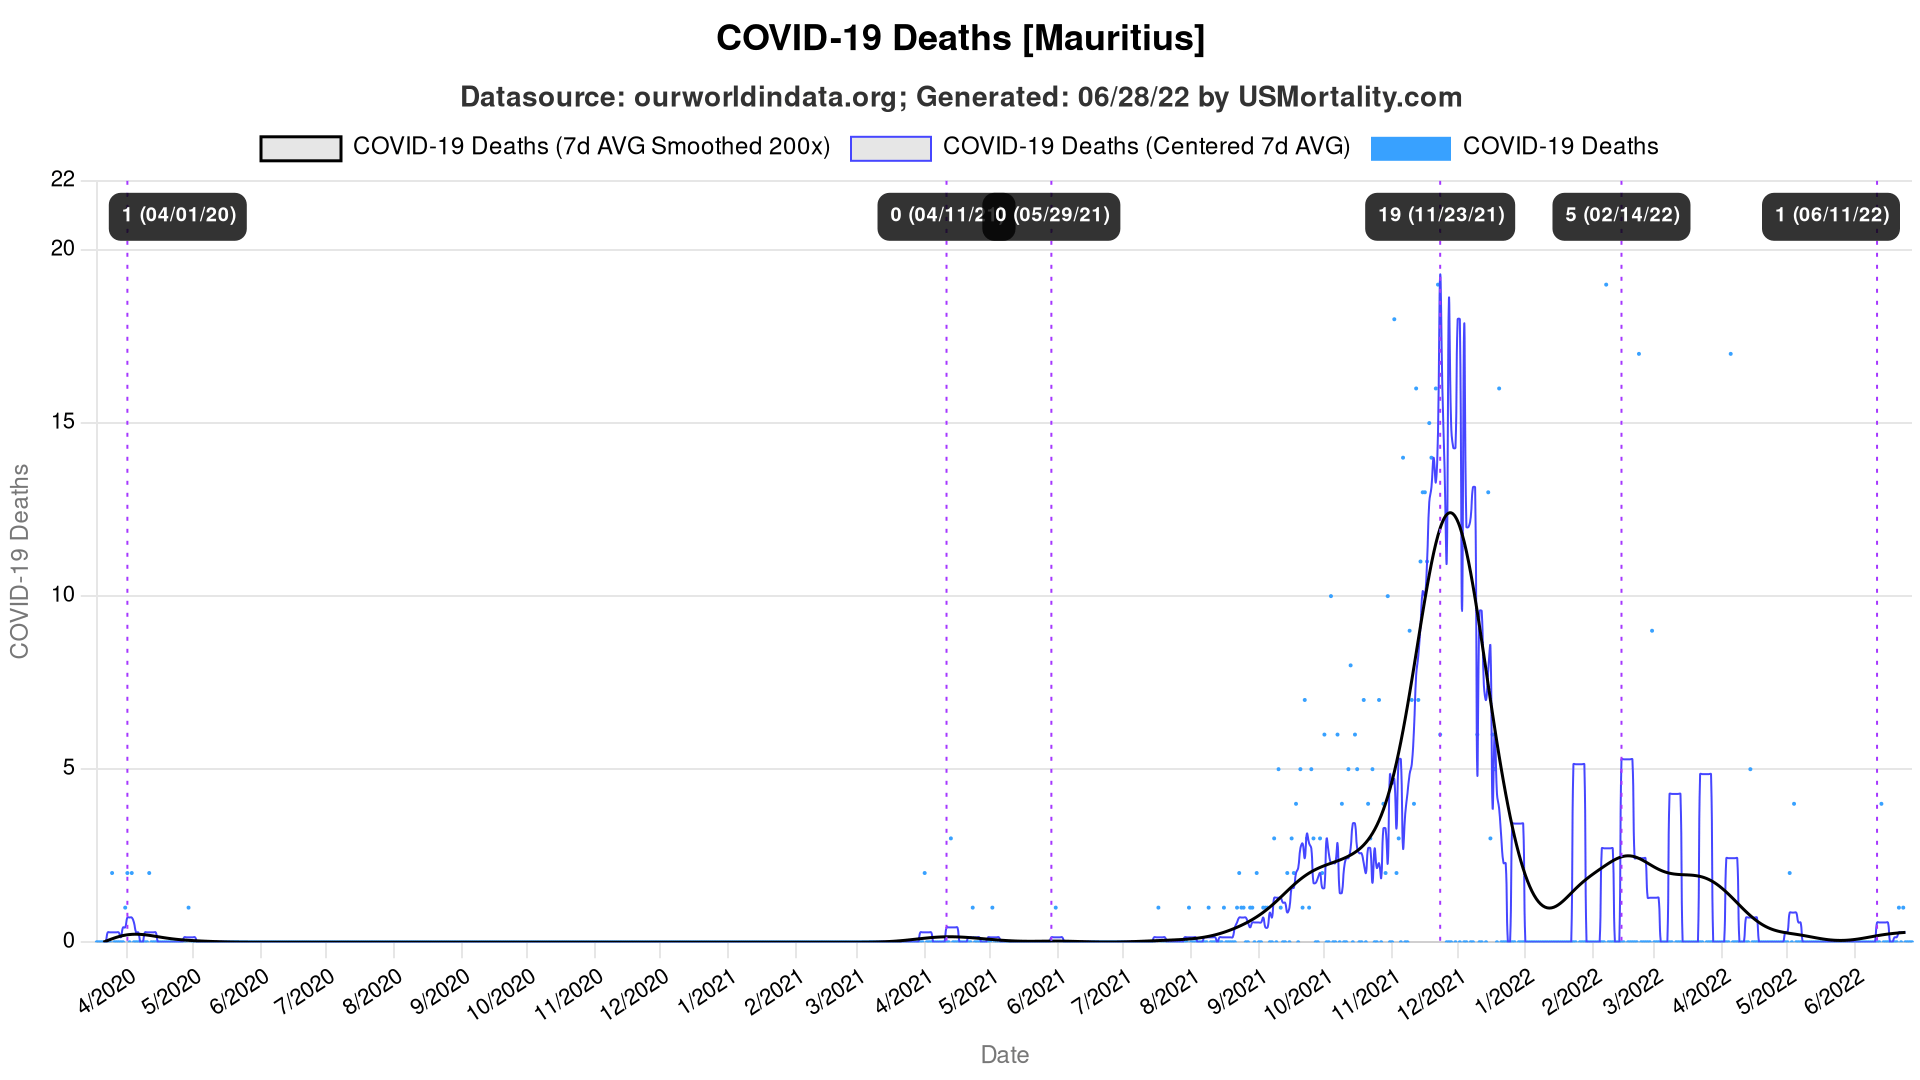 COVID-19 Deaths [Mauritius]
Datasource: ourworldindata.org; Generated: 06/28/22 by USMortality.com
COVID-19 Deaths (7d AVG Smoothed 200x) COVID-19 Deaths (Centered 7d AVG) COVID-19 Deaths
22
1 (04/01/20) 0 (04/11/21) 0 (05/29/21) 19 (11/23/21) 5 (02/14/22) 1 (06/11/22)
20
15
10
5
0
COVID-19 Deaths
4/2020 5/2020 6/2020 7/2020 8/2020 9/2020 10/2020 11/2020 12/2020 1/2021 2/2021 3/2021 4/2021 5/2021 6/2021 7/2021 8/2021 9/2021 10/2021 11/2021 12/2021 1/2022 2/2022 3/2022 4/2022 5/2022 6/2022
Date